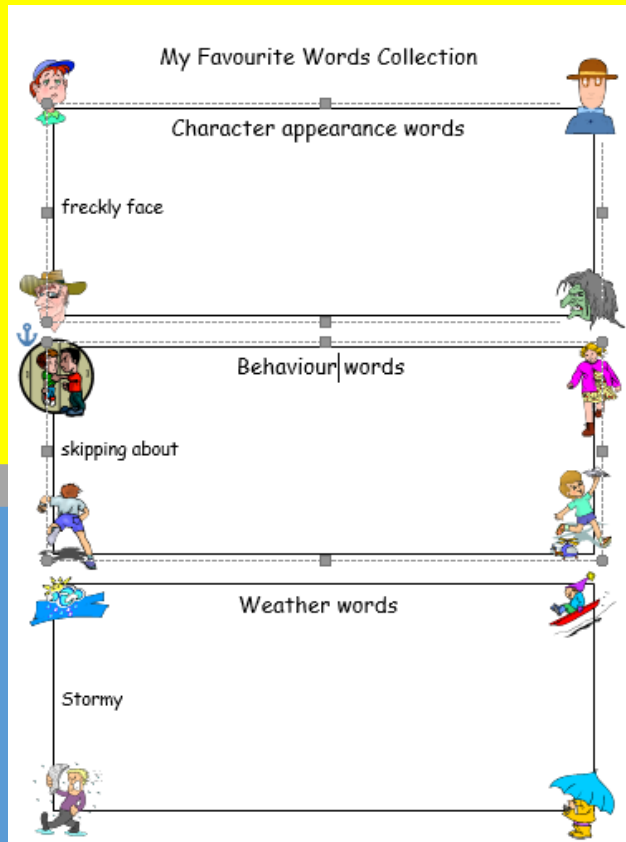 My Favourite Words Collection
Character appearance words
freckly face
Behaviour words
skipping about
Weather words
Stormy